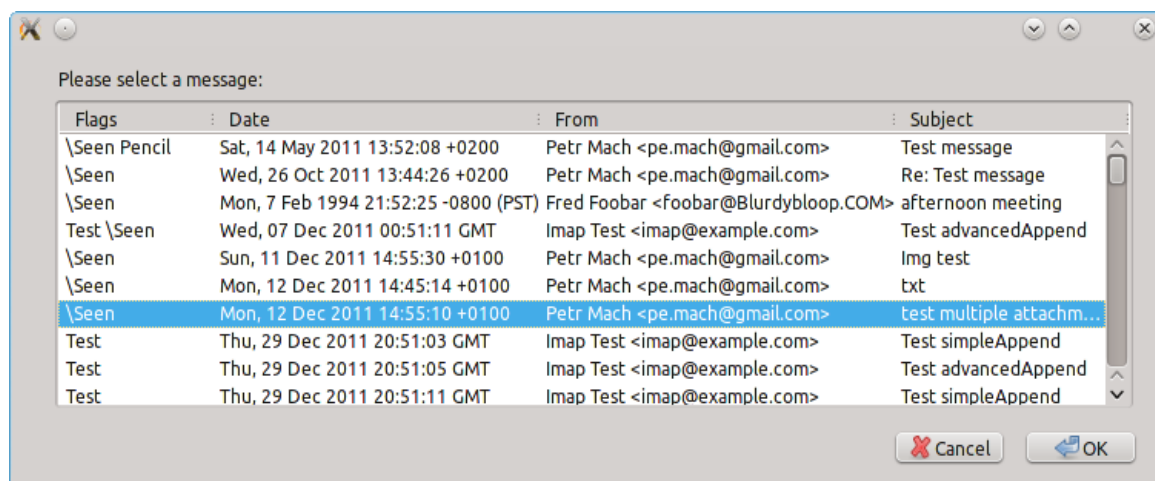 Please select a message:
Flags Date From Subject
\Seen Pencil Sat, 14 May 2011 13:52:08 +0200 Petr Mach <pe.mach@gmail.com> Test message
\Seen Wed, 26 Oct 2011 13:44:26 +0200 Petr Mach <pe.mach@gmail.com> Re: Test message
\Seen Mon, 7 Feb 1994 21:52:25 -0800 (PST) Fred Foobar <foobar@Blurdybloop.COM> afternoon meeting
Test \Seen Wed, 07 Dec 2011 00:51:11 GMT Imap Test <imap@example.com> Test advancedAppend
\Seen Sun, 11 Dec 2011 14:55:30 +0100 Petr Mach <pe.mach@gmail.com> Img test
\Seen Mon, 12 Dec 2011 14:45:14 +0100 Petr Mach <pe.mach@gmail.com> txt
\Seen Mon, 12 Dec 2011 14:55:10 +0100 Petr Mach <pe.mach@gmail.com> test multiple attachm...
Test Thu, 29 Dec 2011 20:51:03 GMT Imap Test <imap@example.com> Test simpleAppend
Test Thu, 29 Dec 2011 20:51:05 GMT Imap Test <imap@example.com> Test advancedAppend
Test Thu, 29 Dec 2011 20:51:11 GMT Imap Test <imap@example.com> Test simpleAppend
Cancel OK